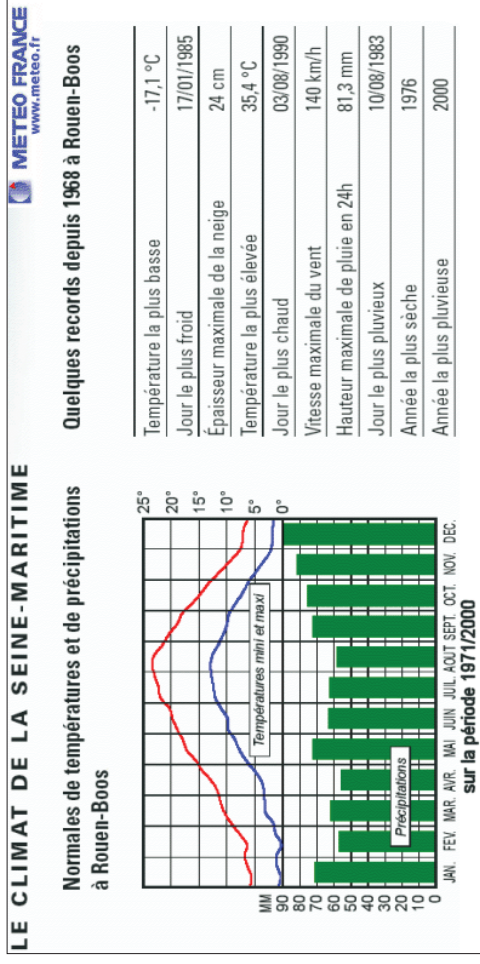 LE CLIMAT DE LA SEINE-MARITIME
METEO FRANCE
www.meteo.fr
Normales de températures et de précipitations
à Rouen-Boos
25°
20°
15°
10°
5°
0°
Températures mini et maxi
MM
90
80
70
60
50
40
30
20
10
0
Précipitations
JAN. FEV. MAR. AVR. MAI JUIN JUIL. AOUT SEPT. OCT. NOV. DEC.
sur la période 1971/2000
Quelques records depuis 1968 à Rouen-Boos
Température la plus basse -17,1 °C
Jour le plus froid 17/01/1985
Épaisseur maximale de la neige 24 cm
Température la plus élevée 35,4 °C
Jour le plus chaud 03/08/1990
Vitesse maximale du vent 140 km/h
Hauteur maximale de pluie en 24h 81,3 mm
Jour le plus pluvieux 10/08/1983
Année la plus sèche 1976
Année la plus pluvieuse 2000